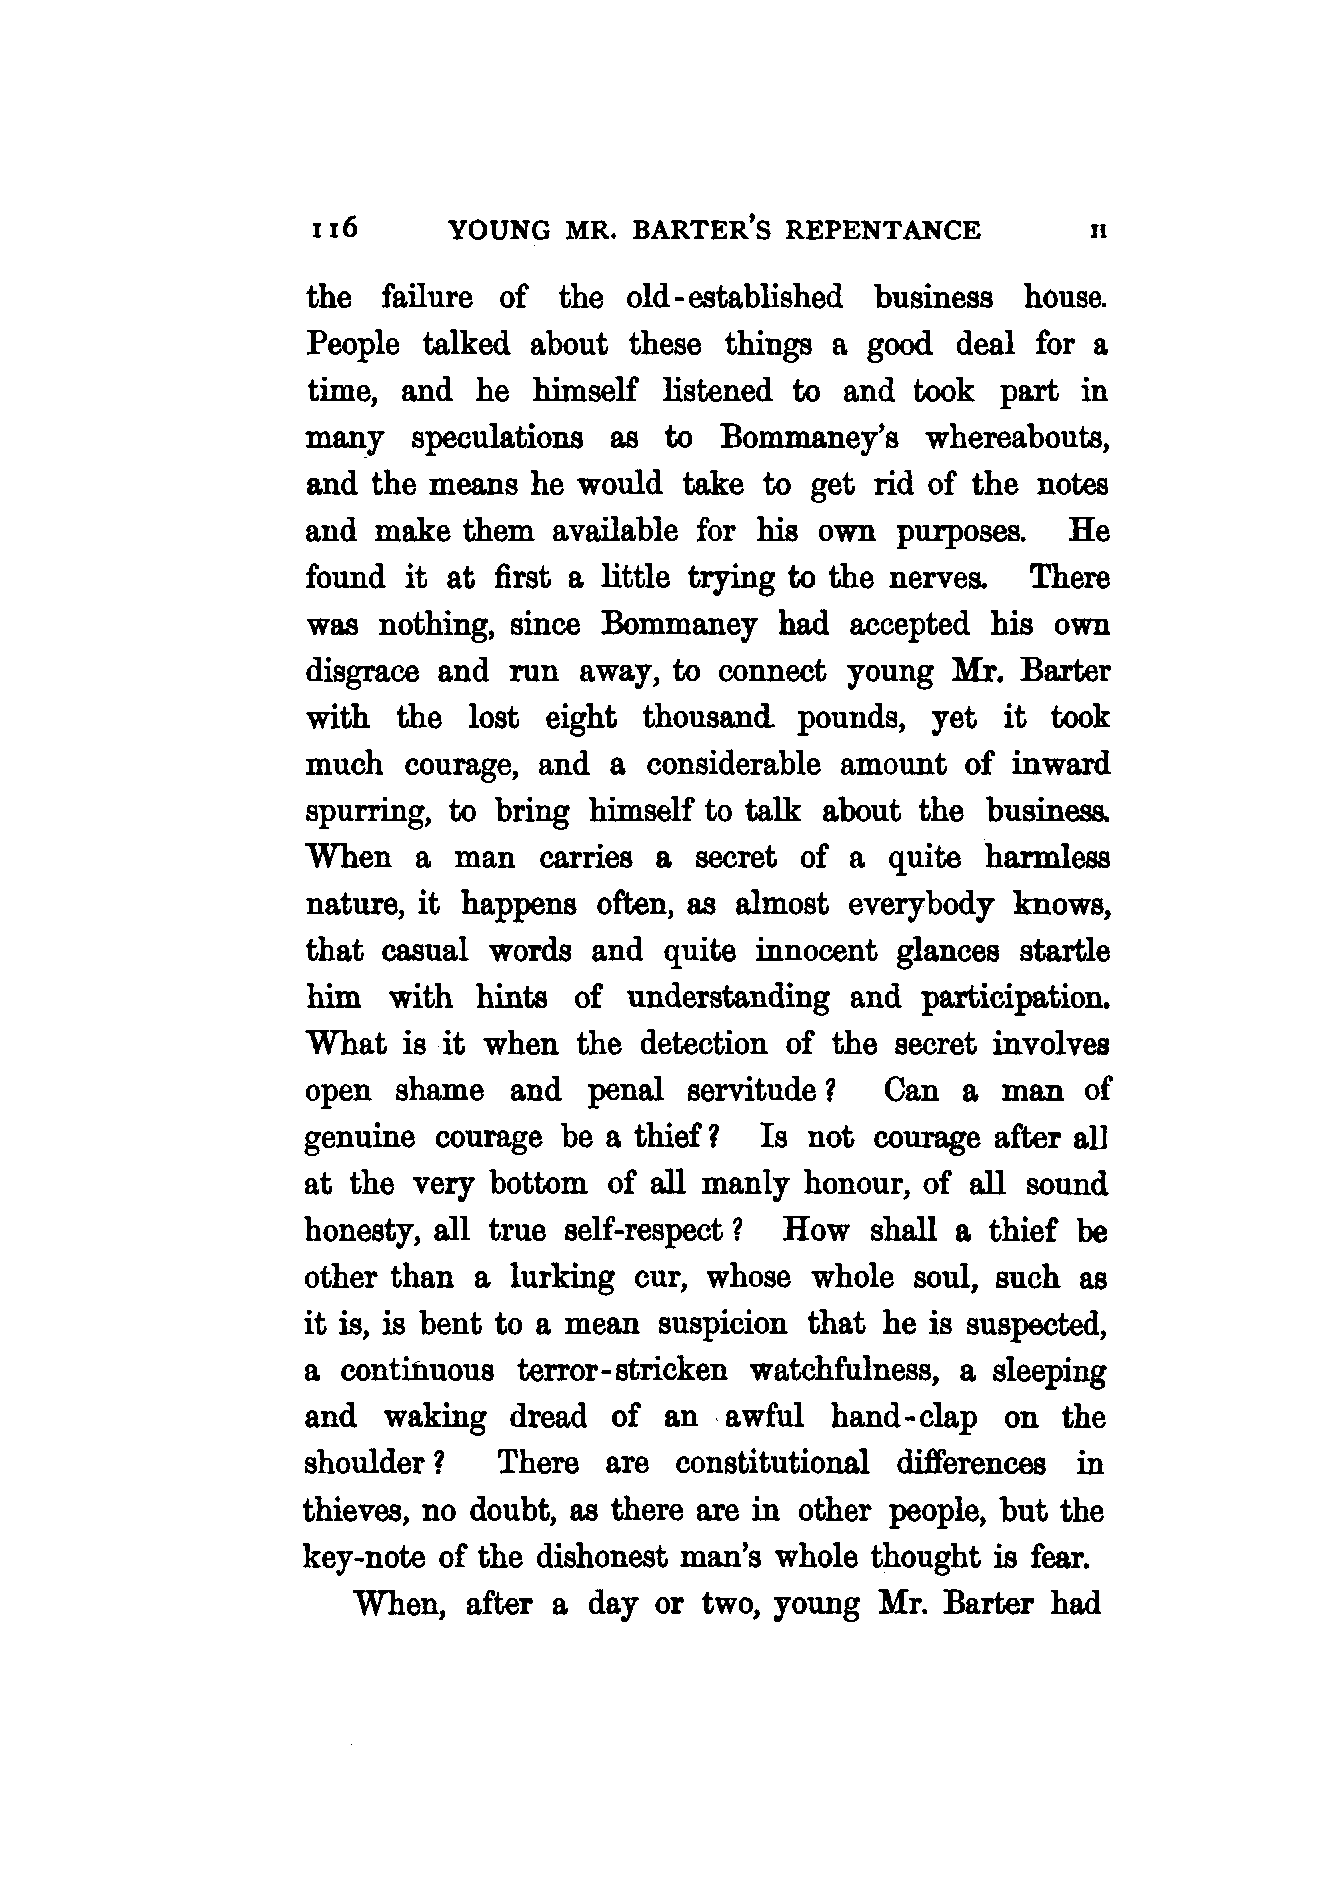 116 YOUNG MR. BARTER'S REPENTANCE II
the failure of the old-established business house.
People talked about these things a good deal for a
time, and he himself listened to and took part in
many speculations as to Bommaney's whereabouts,
and the means he would take to get rid of the notes
and make them available for his own purposes. He
found it at first a little trying to the nerves. There
was nothing, since Bommaney had accepted his own
disgrace and run away, to connect young Mr. Barter
with the lost eight thousand pounds, yet it took
much courage, and a considerable amount of inward
spurring, to bring himself to talk about the business.
When a man carries a secret of a quite harmless
nature, it happens often, as almost everybody knows,
that casual words and quite innocent glances startle
him with hints of understanding and participation.
What is it when the detection of the secret involves
open shame and penal servitude? Can a man of
genuine courage be a thief? Is not courage after all
at the very bottom of all manly honour, of all sound
honesty, all true self-respect? How shall a thief be
other than a lurking cur, whose whole soul, such as
it is, is bent to a mean suspicion that he is suspected,
a continuous terror-stricken watchfulness, a sleeping
and waking dread of an awful hand-clap on the
shoulder? There are constitutional differences in
thieves, no doubt, as there are in other people, but the
key-note of the dishonest man's whole thought is fear.
When, after a day or two, young Mr. Barter had